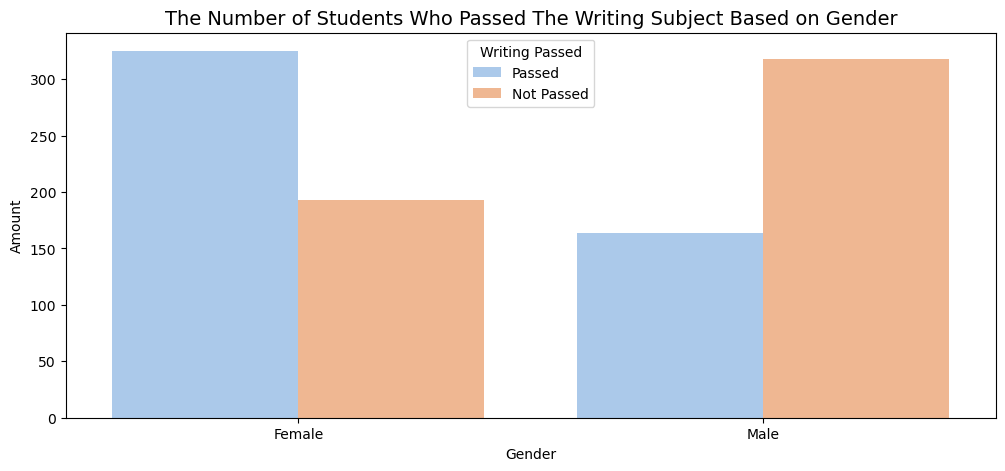 The Number of Students Who Passed The Writing Subject Based on Gender
Writing Passed
Passed
Not Passed
300
250
200
150
100
50
0
Amount
Female
Male
Gender